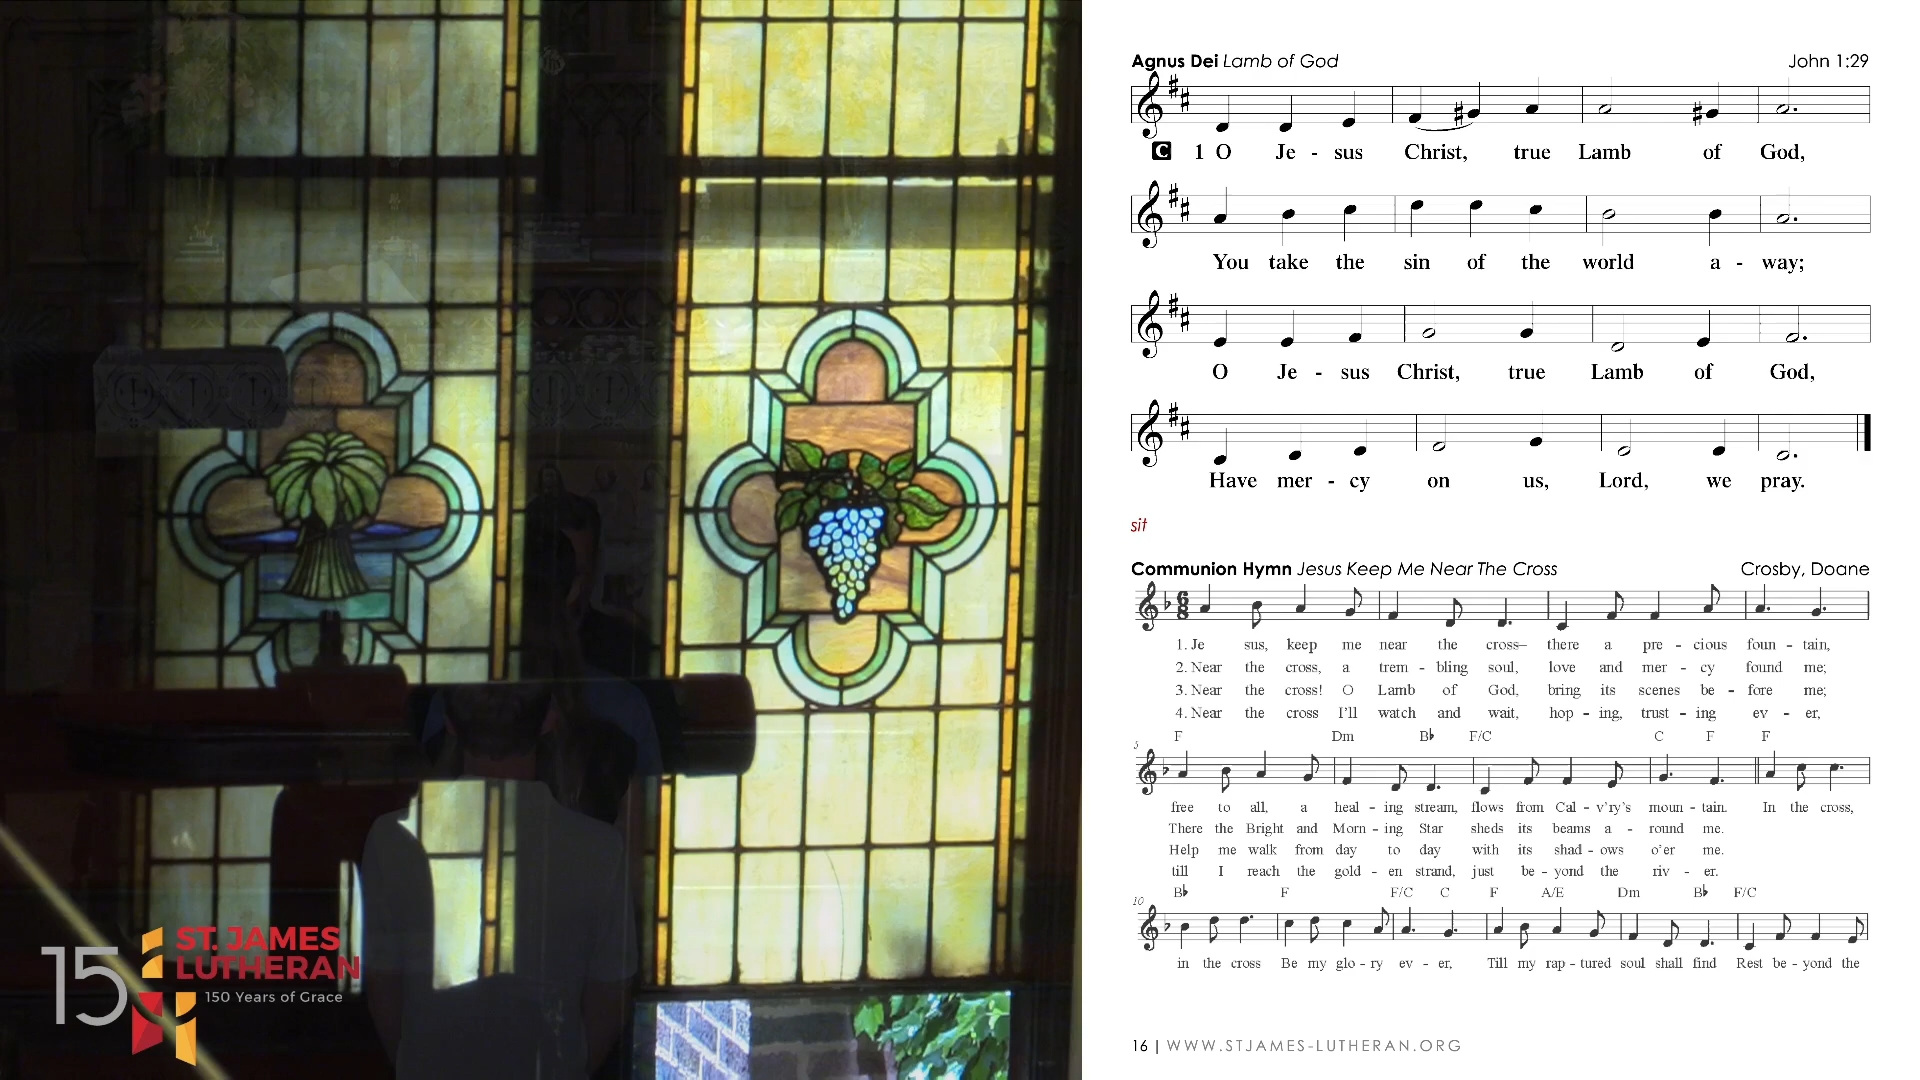 Agnus Dei Lamb of God John 1:29
C 1 O Je - sus Christ, true Lamb of God,
You take the sin of the world a - way;
O Je - sus Christ, true Lamb of God,
Have mer - cy on us, Lord, we pray.
sit
Communion Hymn Jesus Keep Me Near The Cross Crosby, Doane
6
8
1. Je sus, keep me near the cross– there a pre - cious foun - tain,
2. Near the cross, a trem - bling soul, love and mer - cy found me;
3. Near the cross! O Lamb of God, bring its scenes be - fore me;
4. Near the cross I'll watch and wait, hop - ing, trust - ing ev - er,
F Dm B♭ F/C C F F
5
free to all, a heal - ing stream, flows from Cal - v'ry's moun - tain. In the cross,
There the Bright and Morn - ing Star sheds its beams a - round me.
Help me walk from day to day with its shad - ows o'er me.
till I reach the gold - en strand, just be - yond the riv - er.
B♭ F F/C C F A/E Dm B♭ F/C
10
in the cross Be my glo - ry ev - er, Till my rap - tured soul shall find Rest be - yond the
16 | WWW.STJAMES-LUTHERAN.ORG
150
ST. JAMES
LUTHERAN
150 Years of Grace